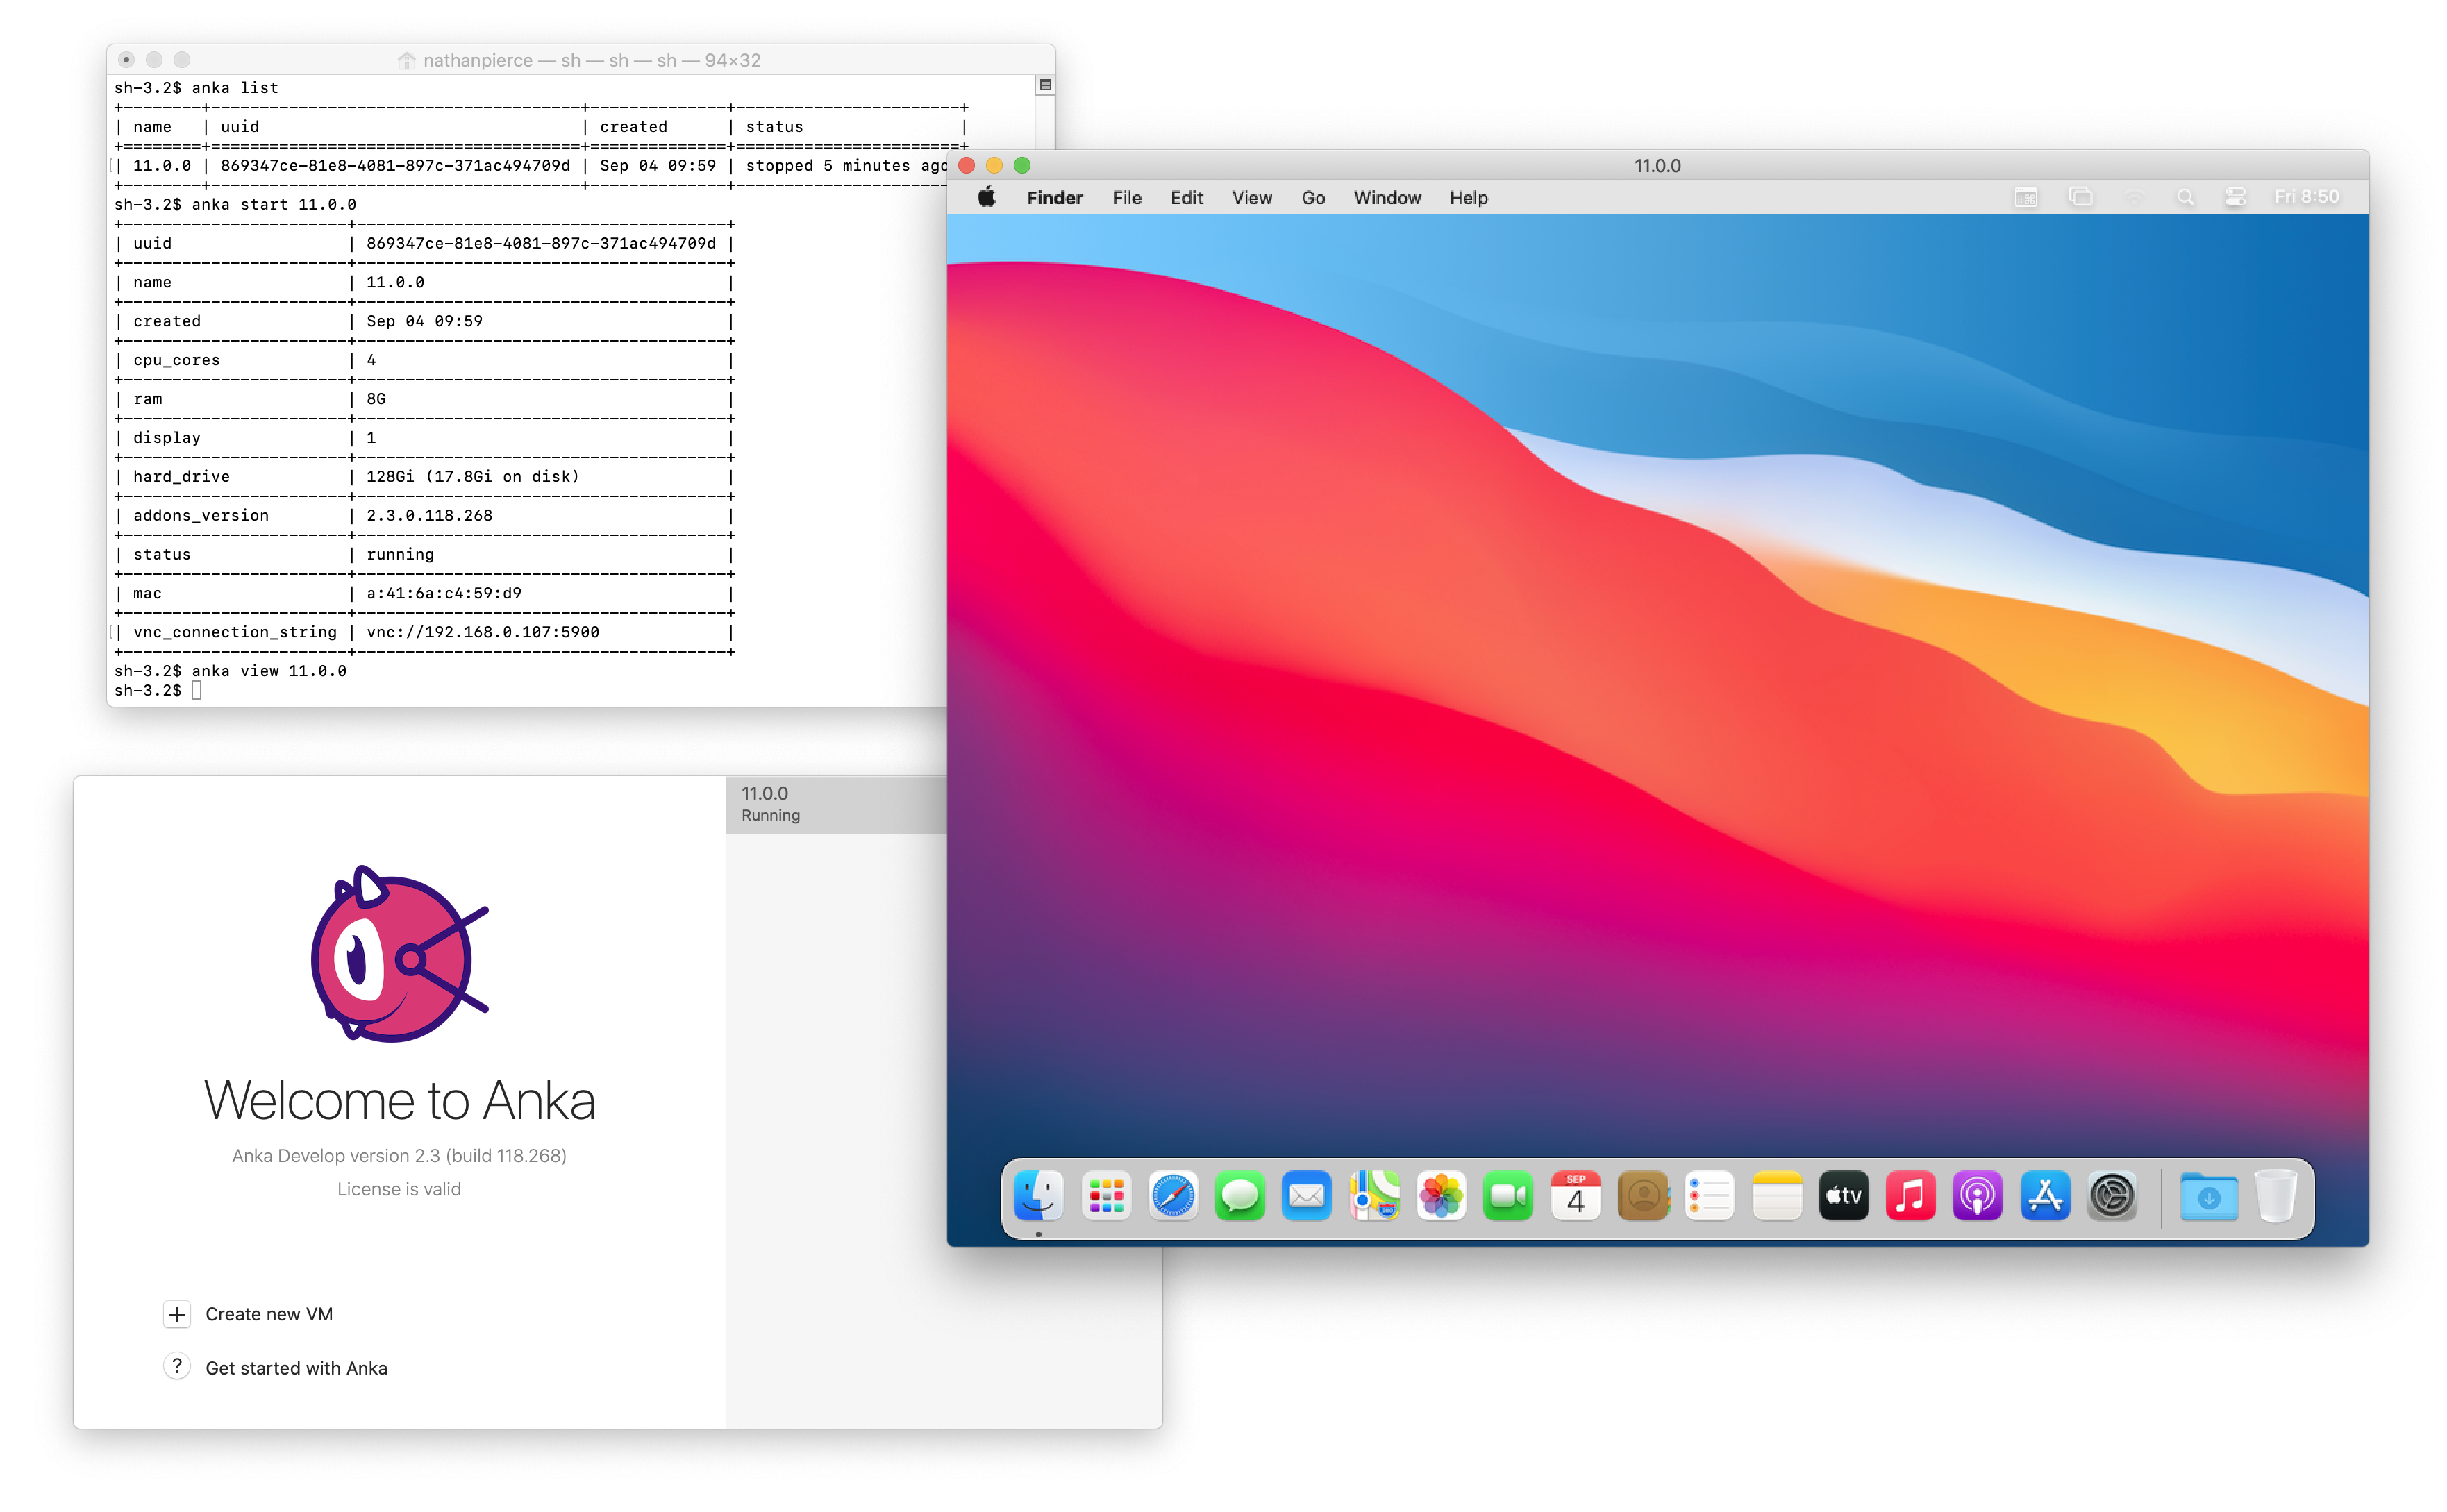 nathanpierce — sh — sh — sh — 94×32
sh-3.2$ anka list
+--------+--------------------------------------+--------------+-----------------------+
| name | uuid | created | status |
+========+======================================+==============+=======================+
| 11.0.0 | 869347ce-81e8-4081-897c-371ac494709d | Sep 04 09:59 | stopped 5 minutes ago
+--------+--------------------------------------+--------------+----------------------
sh-3.2$ anka start 11.0.0
+-----------------------+--------------------------------------+
| uuid | 869347ce-81e8-4081-897c-371ac494709d |
+-----------------------+--------------------------------------+
| name | 11.0.0 |
+-----------------------+--------------------------------------+
| created | Sep 04 09:59 |
+-----------------------+--------------------------------------+
| cpu_cores | 4 |
+-----------------------+--------------------------------------+
| ram | 8G |
+-----------------------+--------------------------------------+
| display | 1 |
+-----------------------+--------------------------------------+
| hard_drive | 128Gi (17.8Gi on disk) |
+-----------------------+--------------------------------------+
| addons_version | 2.3.0.118.268 |
+-----------------------+--------------------------------------+
| status | running |
+-----------------------+--------------------------------------+
| mac | a:41:6a:c4:59:d9 |
+-----------------------+--------------------------------------+
| vnc_connection_string | vnc://192.168.0.107:5900 |
+-----------------------+--------------------------------------+
sh-3.2$ anka view 11.0.0
sh-3.2$
11.0.0
Finder File Edit View Go Window Help Fri 8:50
SEP
4
tv
11.0.0
Running
Welcome to Anka
Anka Develop version 2.3 (build 118.268)
License is valid
Create new VM
Get started with Anka